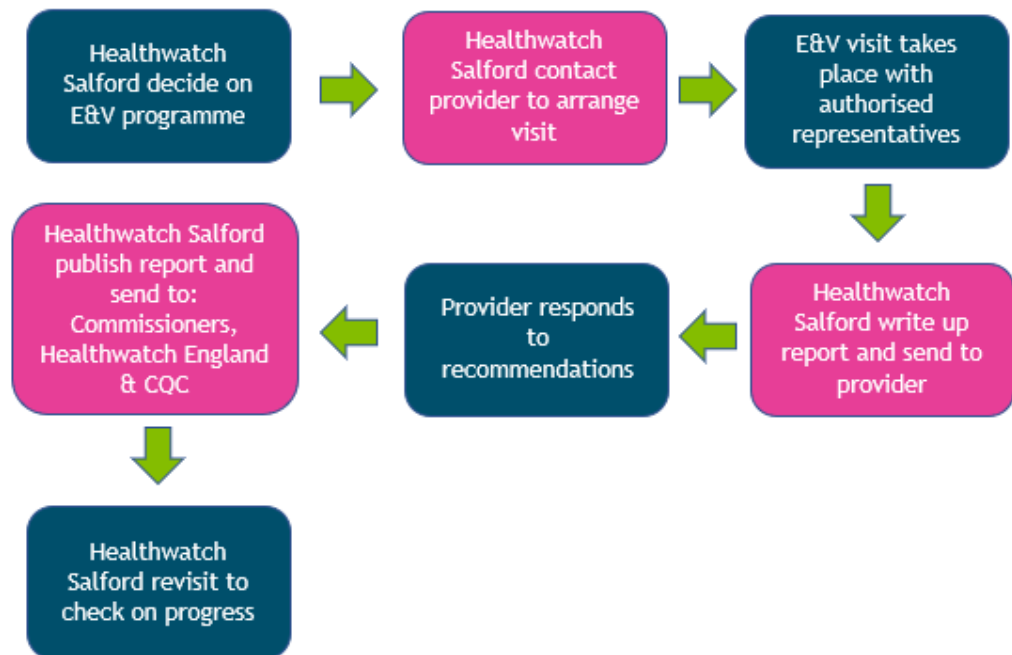 Healthwatch
Salford decide on
E&V programme
Healthwatch
Salford contact
provider to arrange
visit
E&V visit takes
place with
authorised
representatives
Healthwatch
Salford write up
report and send to
provider
Provider responds
to
recommendations
Healthwatch Salford
publish report and
send to:
Commissioners,
Healthwatch England
& CQC
Healthwatch
Salford revisit to
check on progress